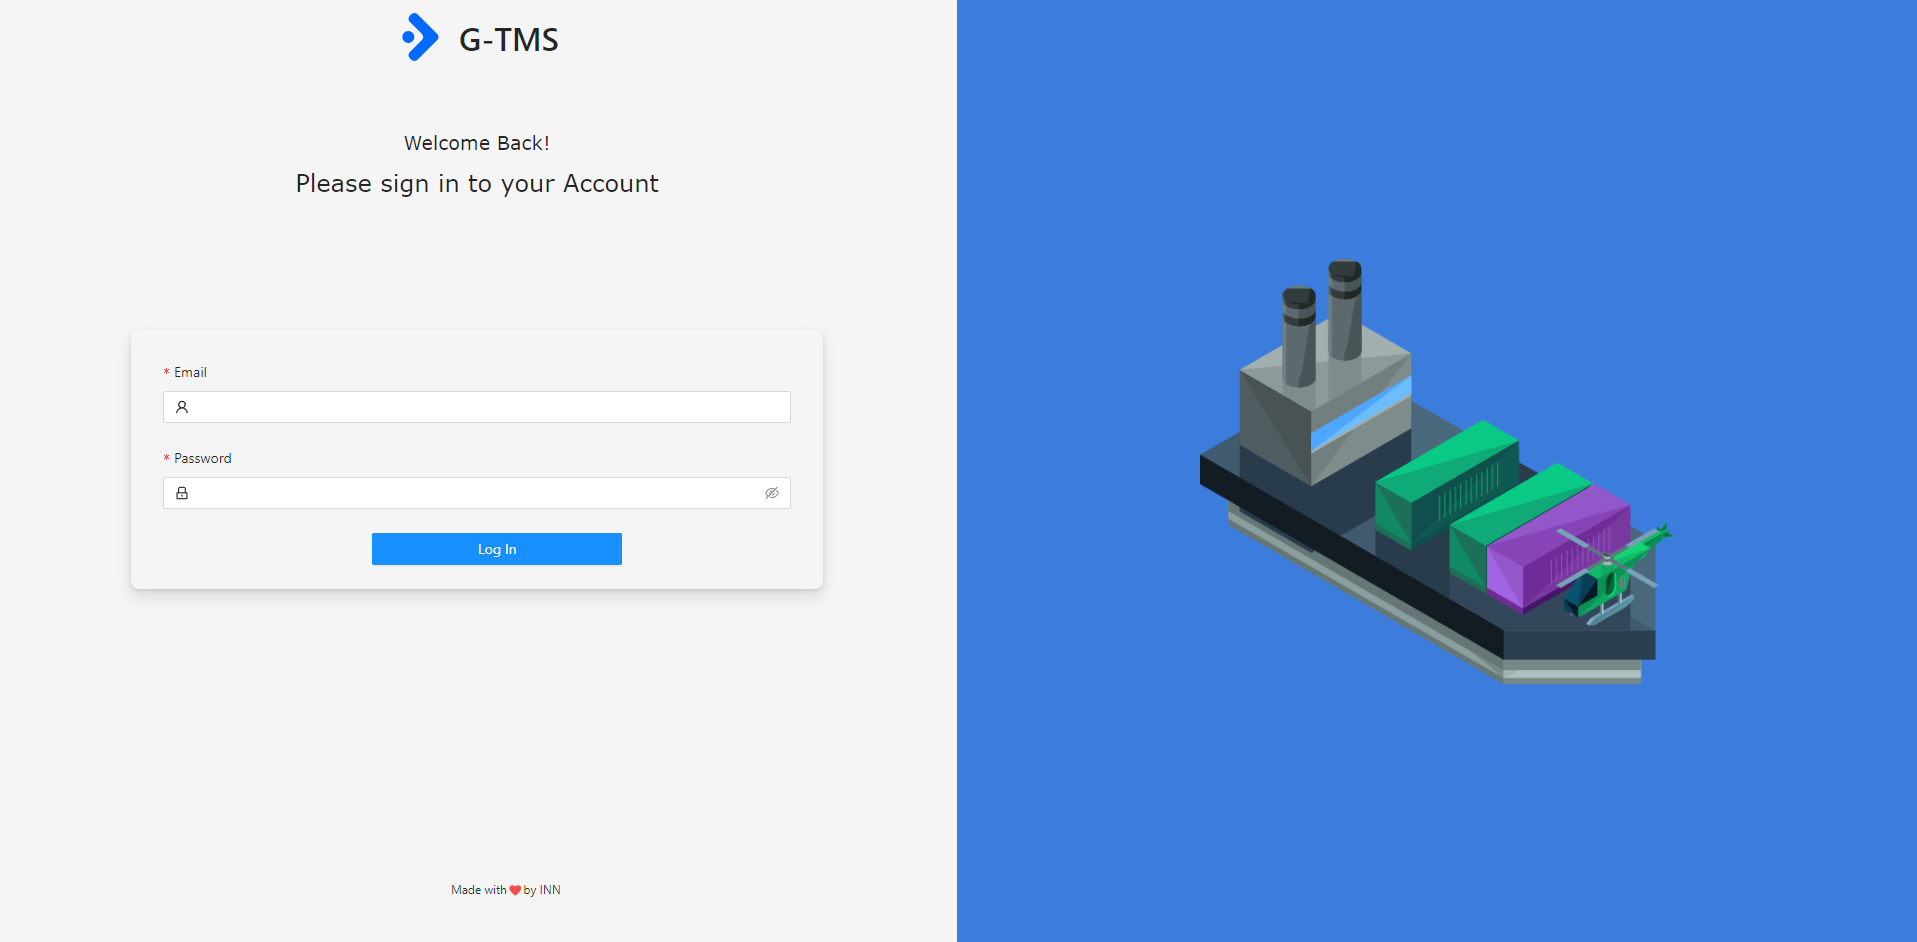 G-TMS
Welcome Back!
Please sign in to your Account
* Email
* Password
Log In
Made with ❤ by INN